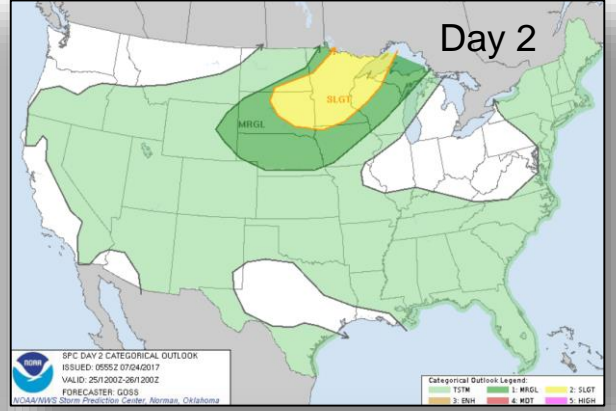 Day 2
SLGT
MRGL
NOAA
SPC DAY 2 CATEGORICAL OUTLOOK
ISSUED: 0555Z 07/24/2017
VALID: 25/1200Z-26/1200Z
FORECASTER: GOSS
NOAA/NWS Storm Prediction Center, Norman, Oklahoma
Categorical Outlook Legend:
TSTM 1: MRGL 2: SLGT
3: ENH 4: MDT 5: HIGH